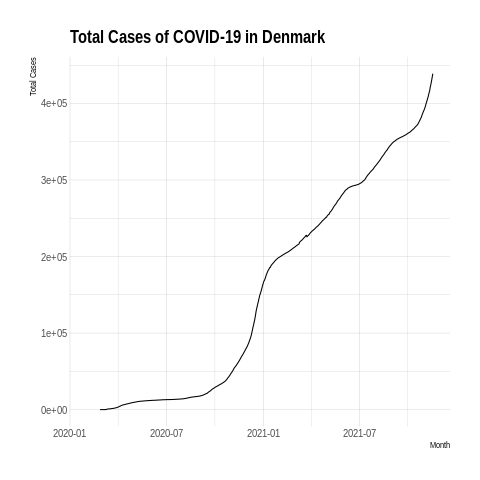 Total Cases of COVID-19 in Denmark
Total Cases
4e+05
3e+05
2e+05
1e+05
0e+00
2020-01 2020-07 2021-01 2021-07
Month